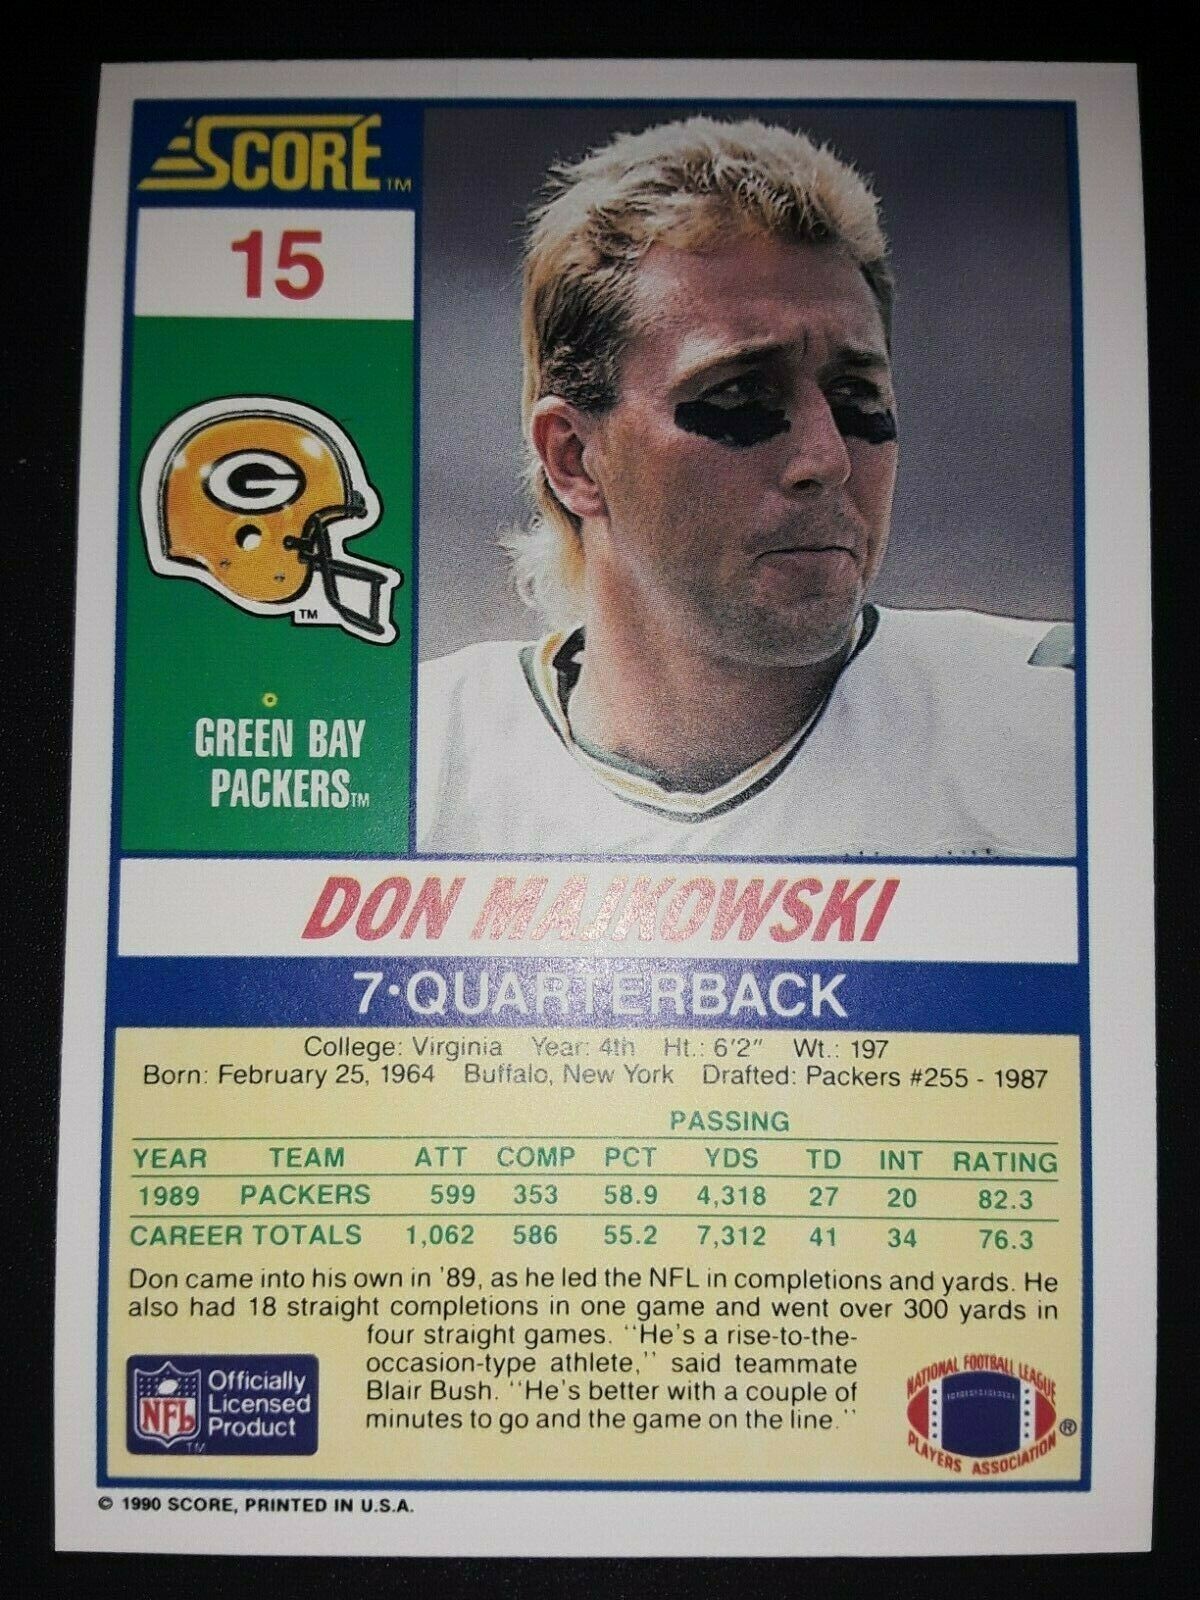 SCORE™
15
G
™
GREEN BAY
PACKERS™
DON MAJKOWSKI
7•QUARTERBACK
College: Virginia Year: 4th Ht.: 6'2" Wt.: 197
Born: February 25, 1964 Buffalo, New York Drafted: Packers #255 - 1987
PASSING
YEAR TEAM ATT COMP PCT YDS TD INT RATING
1989 PACKERS 599 353 58.9 4,318 27 20 82.3
CAREER TOTALS 1,062 586 55.2 7,312 41 34 76.3
Don came into his own in '89, as he led the NFL in completions and yards. He
also had 18 straight completions in one game and went over 300 yards in
four straight games. "He's a rise-to-the-
occasion-type athlete," said teammate
Blair Bush. "He's better with a couple of
minutes to go and the game on the line."
NFL
™
Officially
Licensed
Product
NATIONAL FOOTBALL LEAGUE
PLAYERS ASSOCIATION
®
© 1990 SCORE, PRINTED IN U.S.A.